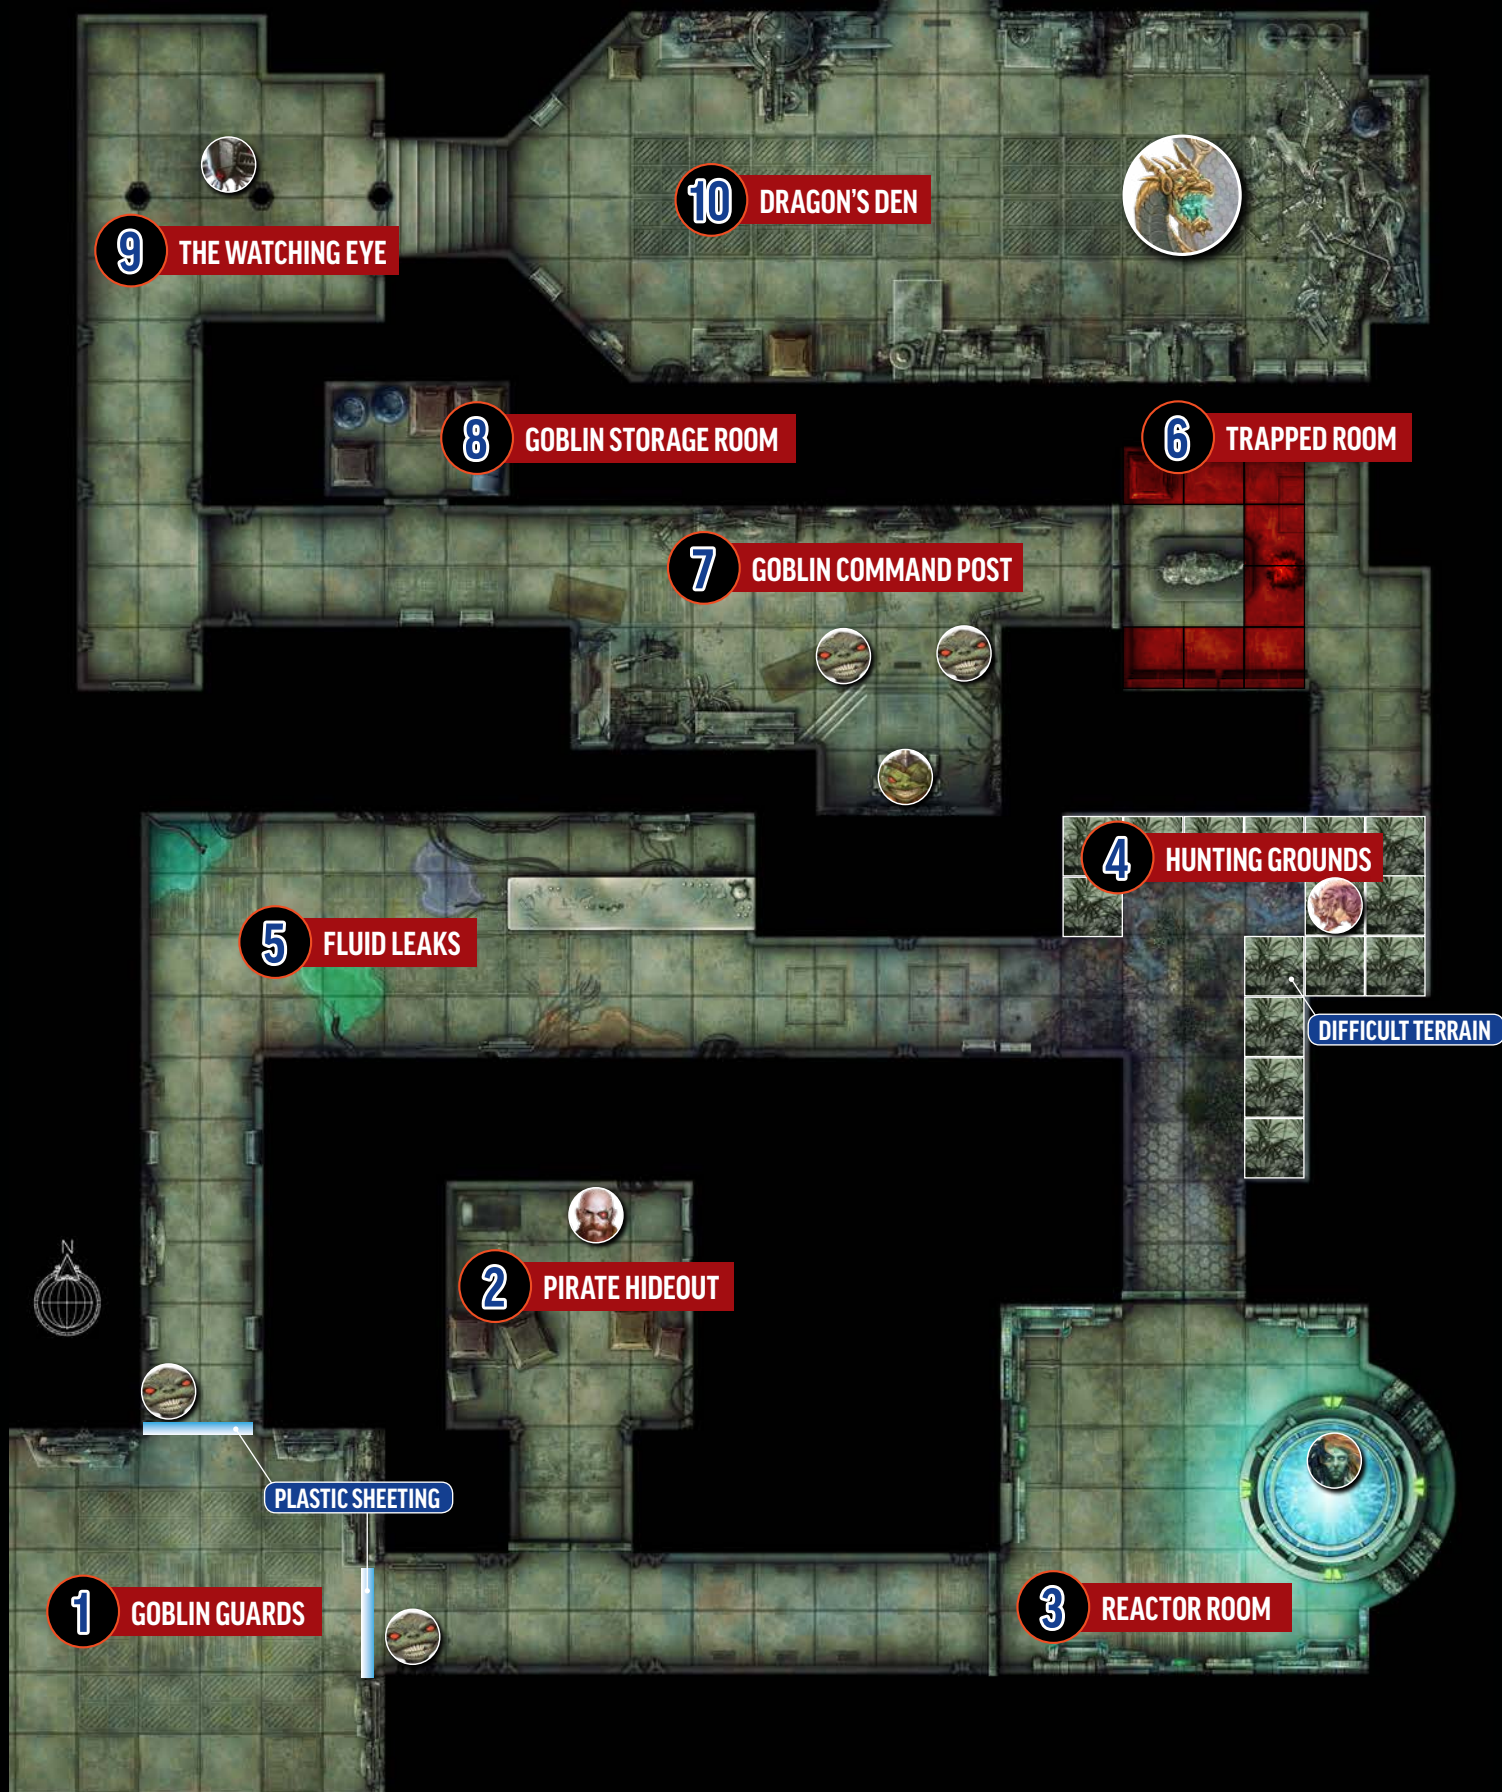 10 DRAGON'S DEN
9 THE WATCHING EYE
8 GOBLIN STORAGE ROOM
6 TRAPPED ROOM
7 GOBLIN COMMAND POST
4 HUNTING GROUNDS
5 FLUID LEAKS
DIFFICULT TERRAIN
N
2 PIRATE HIDEOUT
PLASTIC SHEETING
1 GOBLIN GUARDS
3 REACTOR ROOM